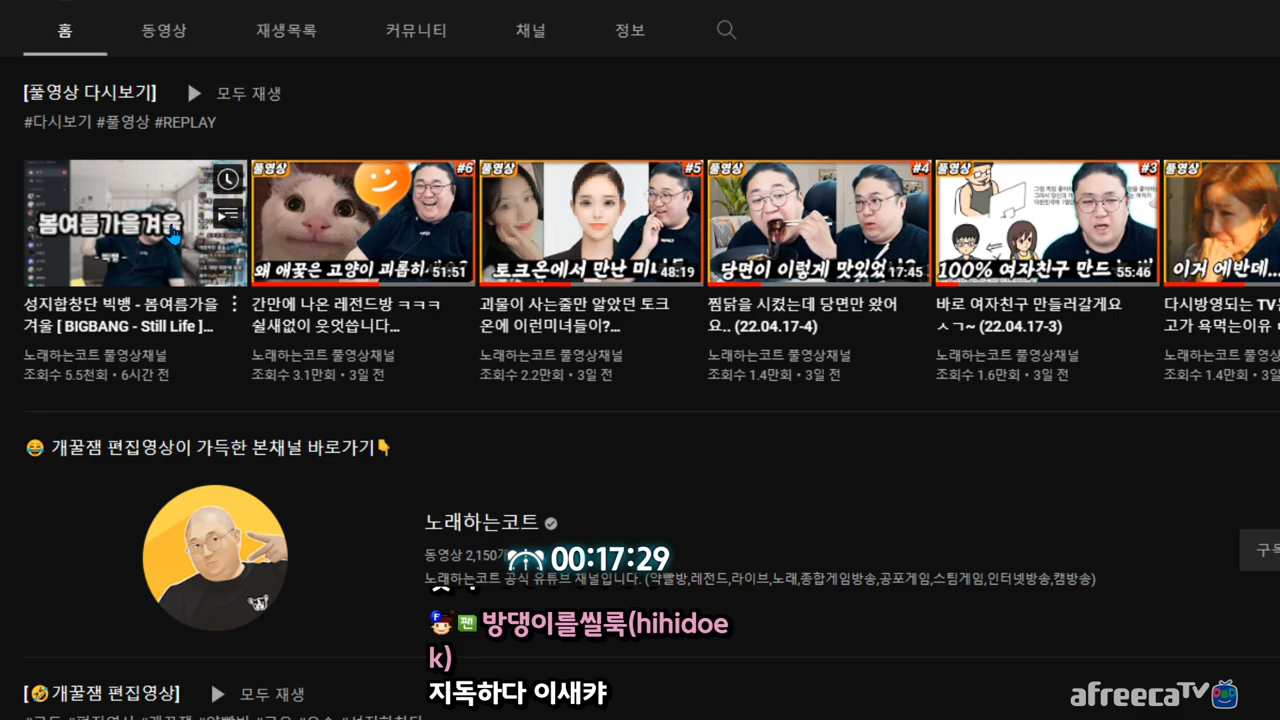 홈 동영상 재생목록 커뮤니티 채널 정보
[풀영상 다시보기] 모두 재생
#다시보기 #풀영상 #REPLAY
봄여름가을겨울
- 빅뱅 -
풀영상 #6
왜 애꽃은 고양이 괴롭히
51:51
풀영상 #5
토크온에서 만난 미녀들
48:19
풀영상 #4
당면이 이렇게 맛있었
17:45
풀영상 #3
100% 여자친구 만드
55:46
풀영상
이거 에반데...
성지합창단 빅뱅 - 봄여름가을
겨울 [ BIGBANG - Still Life ]...
노래하는코트 풀영상채널
조회수 5.5천회 • 6시간 전
간만에 나온 레전드방 ㅋㅋㅋ
쉴새없이 웃엇습니다...
노래하는코트 풀영상채널
조회수 3.1만회 • 3일 전
괴물이 사는줄만 알았던 토크
온에 이런미녀들이?...
노래하는코트 풀영상채널
조회수 2.2만회 • 3일 전
찜닭을 시켰는데 당면만 왔어
요.. (22.04.17-4)
노래하는코트 풀영상채널
조회수 1.4만회 • 3일 전
바로 여자친구 만들러갈게요
ㅅㄱ~ (22.04.17-3)
노래하는코트 풀영상채널
조회수 1.6만회 • 3일 전
다시방영되는 TV
고가 욕먹는이유
노래하는코트 풀영상채널
조회수 1.4만회 • 3일
개꿀잼 편집영상이 가득한 본채널 바로가기
노래하는코트
동영상 2,150개
00:17:29
구독
노래하는코트 공식 유튜브 채널입니다. (약빨방,레전드,라이브,노래,종합게임방송,공포게임,스팀게임,인터넷방송,캠방송)
F 팬 방댕이를씰룩(hihidoe
k)
지독하다 이새캬
[개꿀잼 편집영상] 모두 재생
afreecaTV